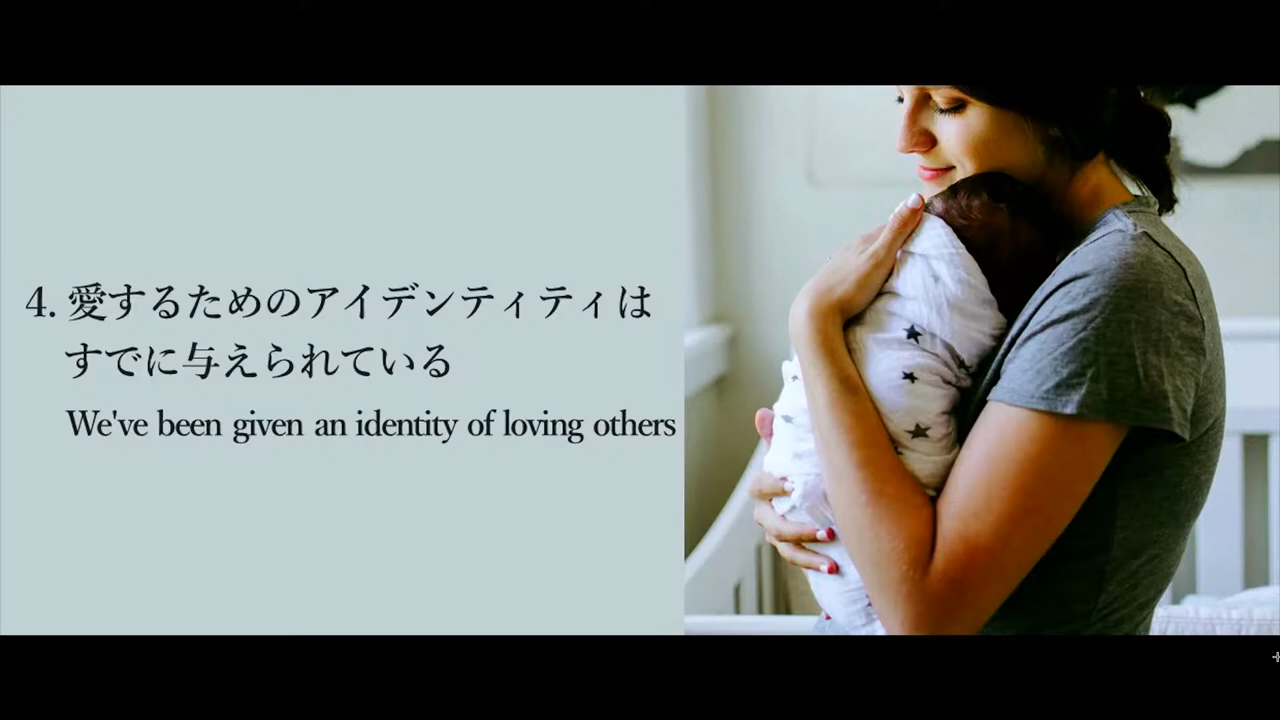 4. 愛するためのアイデンティティは
すでに与えられている
We've been given an identity of loving others